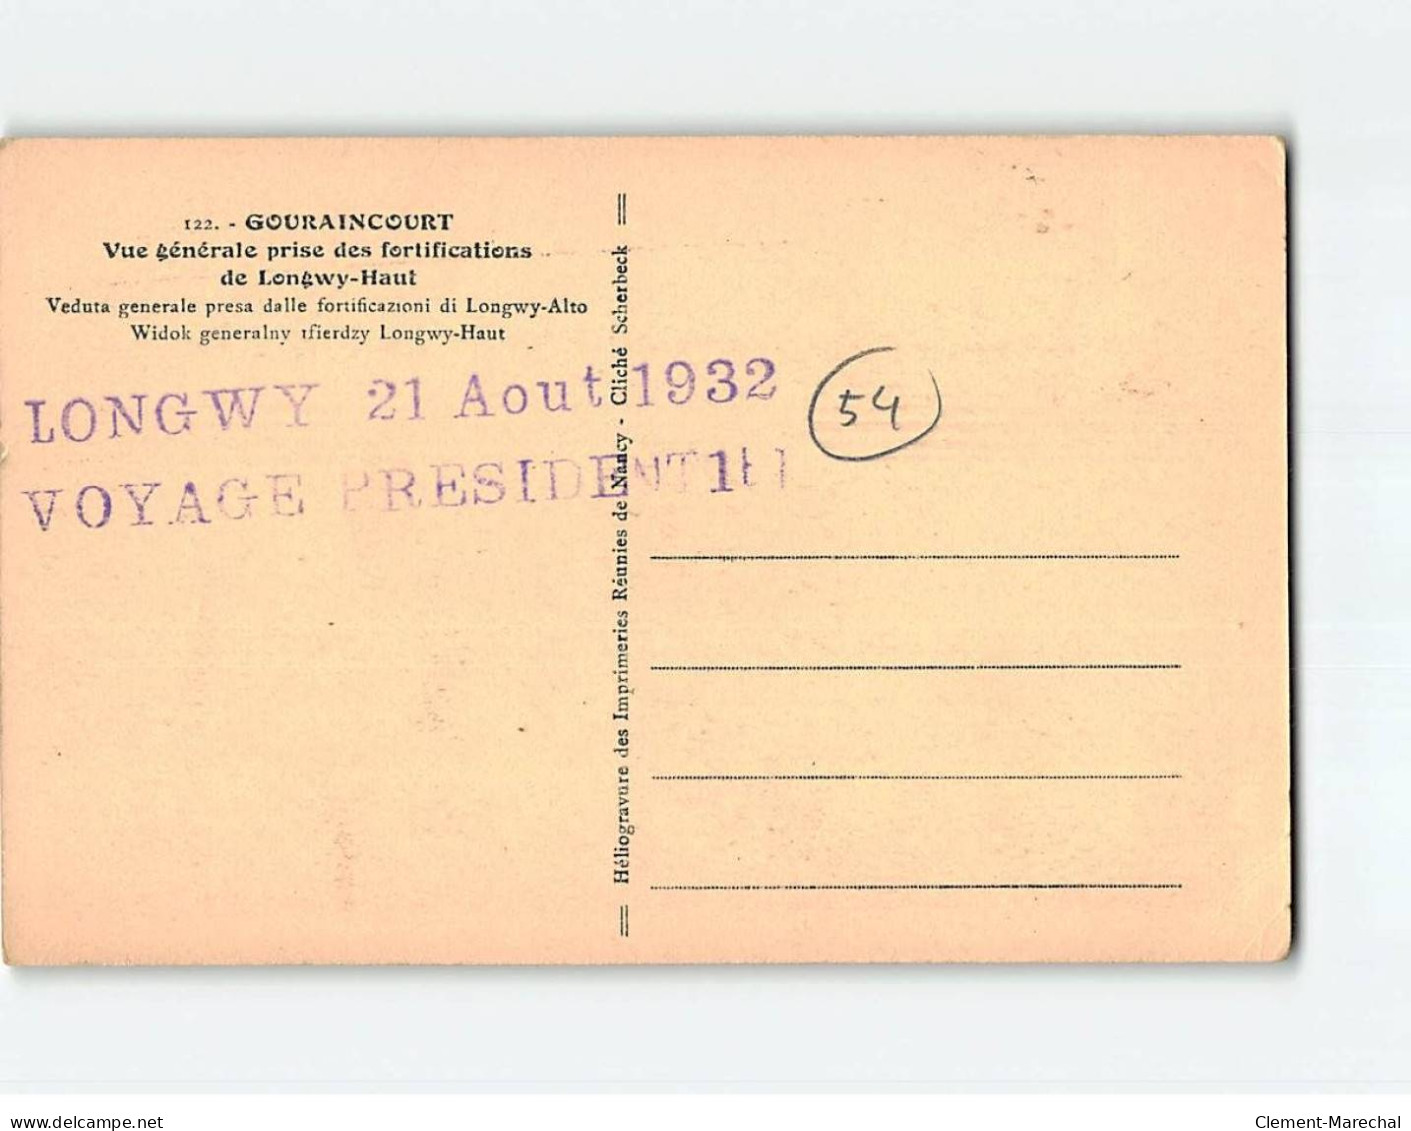 122. - GOURAINCOURT
Vue générale prise des fortifications
de Longwy-Haut
Veduta generale presa dalle fortificazioni di Longwy-Alto
Widok generalny tfierdzy Longwy-Haut
LONGWY 21 Aout 1932
VOYAGE
54
Héliogravure des Imprimeries Réunies de Nancy - Cliché Scherbeck
www.delcampe.net
Clement-Marechal